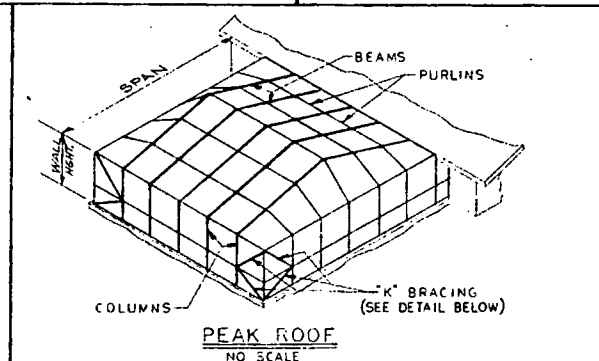 BEAMS
PURLINS
SPAN
WALL
HGHT.
COLUMNS
"K" BRACING
(SEE DETAIL BELOW)
PEAK ROOF
NO SCALE